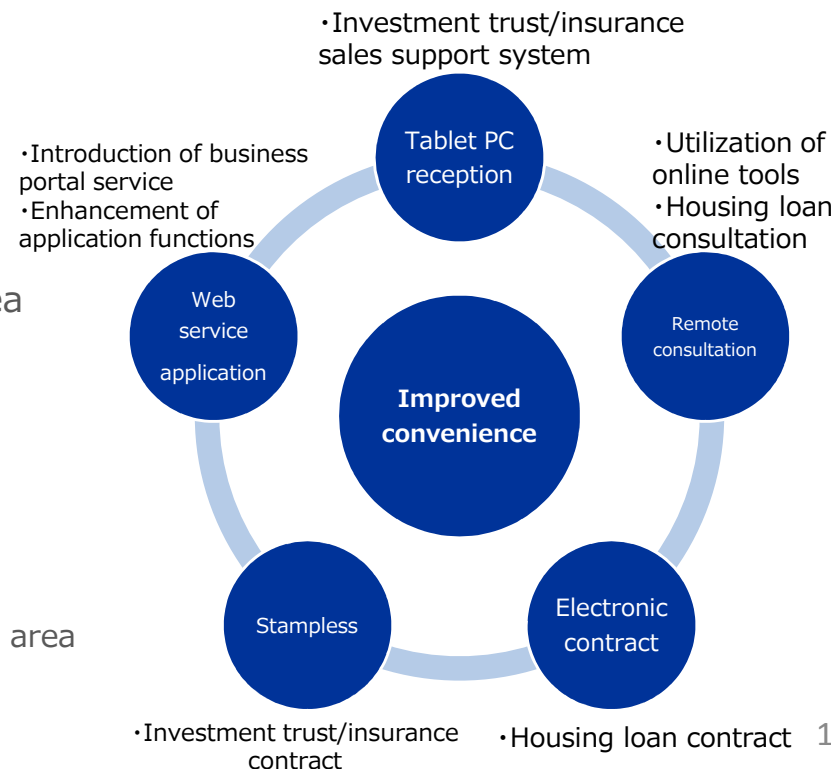 ・Investment trust/insurance
sales support system
Tablet PC
reception
・Introduction of business
portal service
・Enhancement of
application functions
・Utilization of
online tools
・Housing loan
consultation
ea
Web
service
application
Remote
consultation
Improved
convenience
Stampless
Electronic
contract
area
・Investment trust/insurance
contract
・Housing loan contract
1